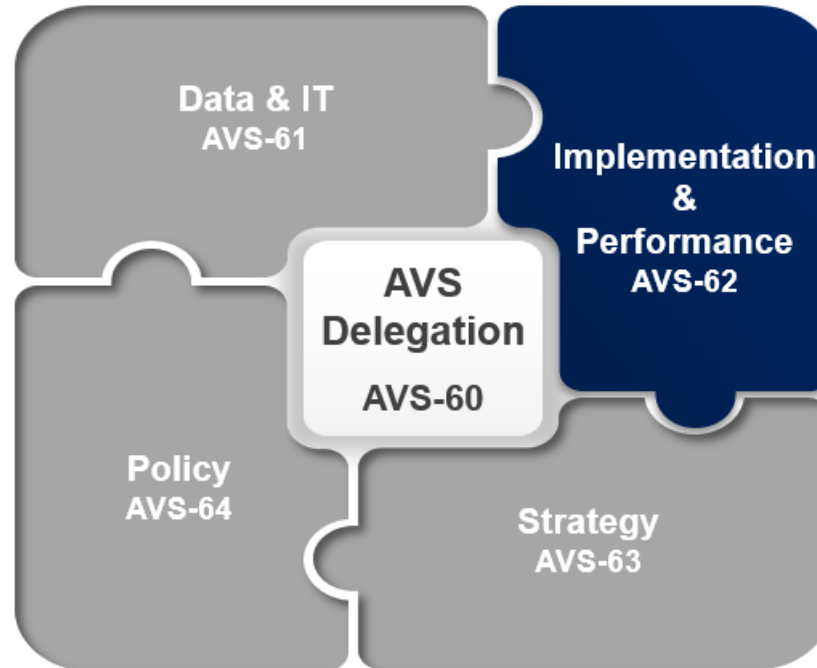 Data & IT
AVS-61
Implementation
&
Performance
AVS-62
AVS
Delegation
AVS-60
Policy
AVS-64
Strategy
AVS-63